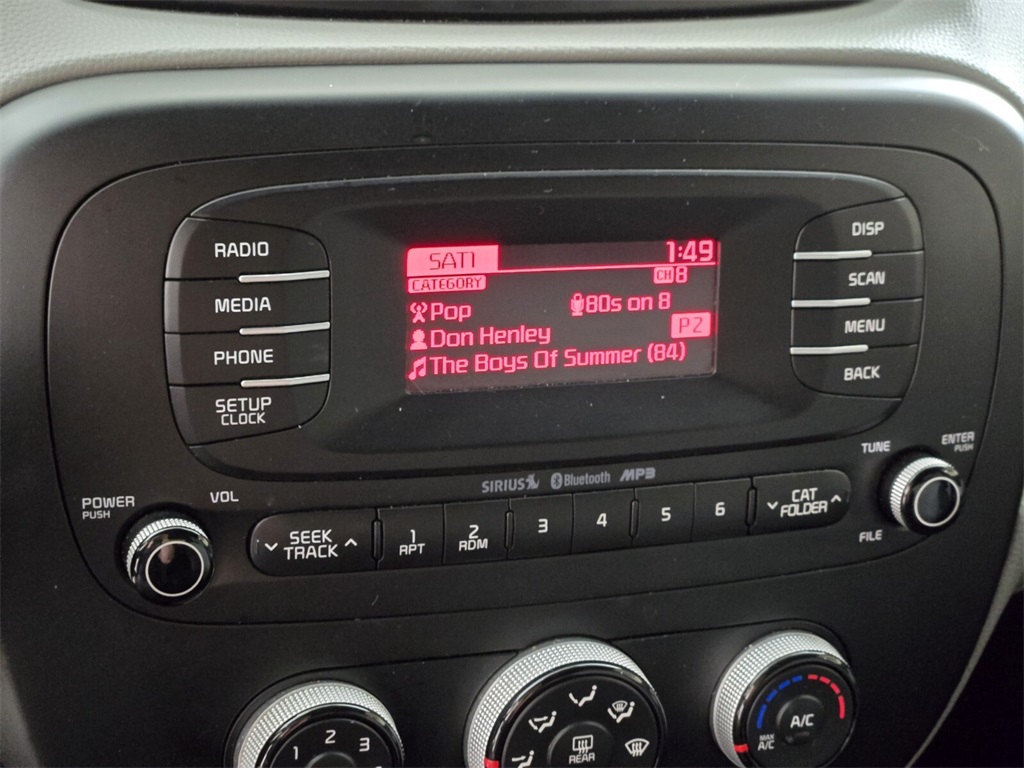 RADIO
MEDIA
PHONE
SETUP
CLOCK
SAT1 1:49
CATEGORY CH 8
Pop 80s on 8
P2
Don Henley
The Boys Of Summer (84)
DISP
SCAN
MENU
BACK
SIRIUS Bluetooth MP3
POWER
PUSH
VOL
SEEK
TRACK
1
RPT
2
RDM
3
4
5
6
CAT
FOLDER
TUNE
ENTER
PUSH
FILE
1 2 3
REAR
A/C
MAX
A/C